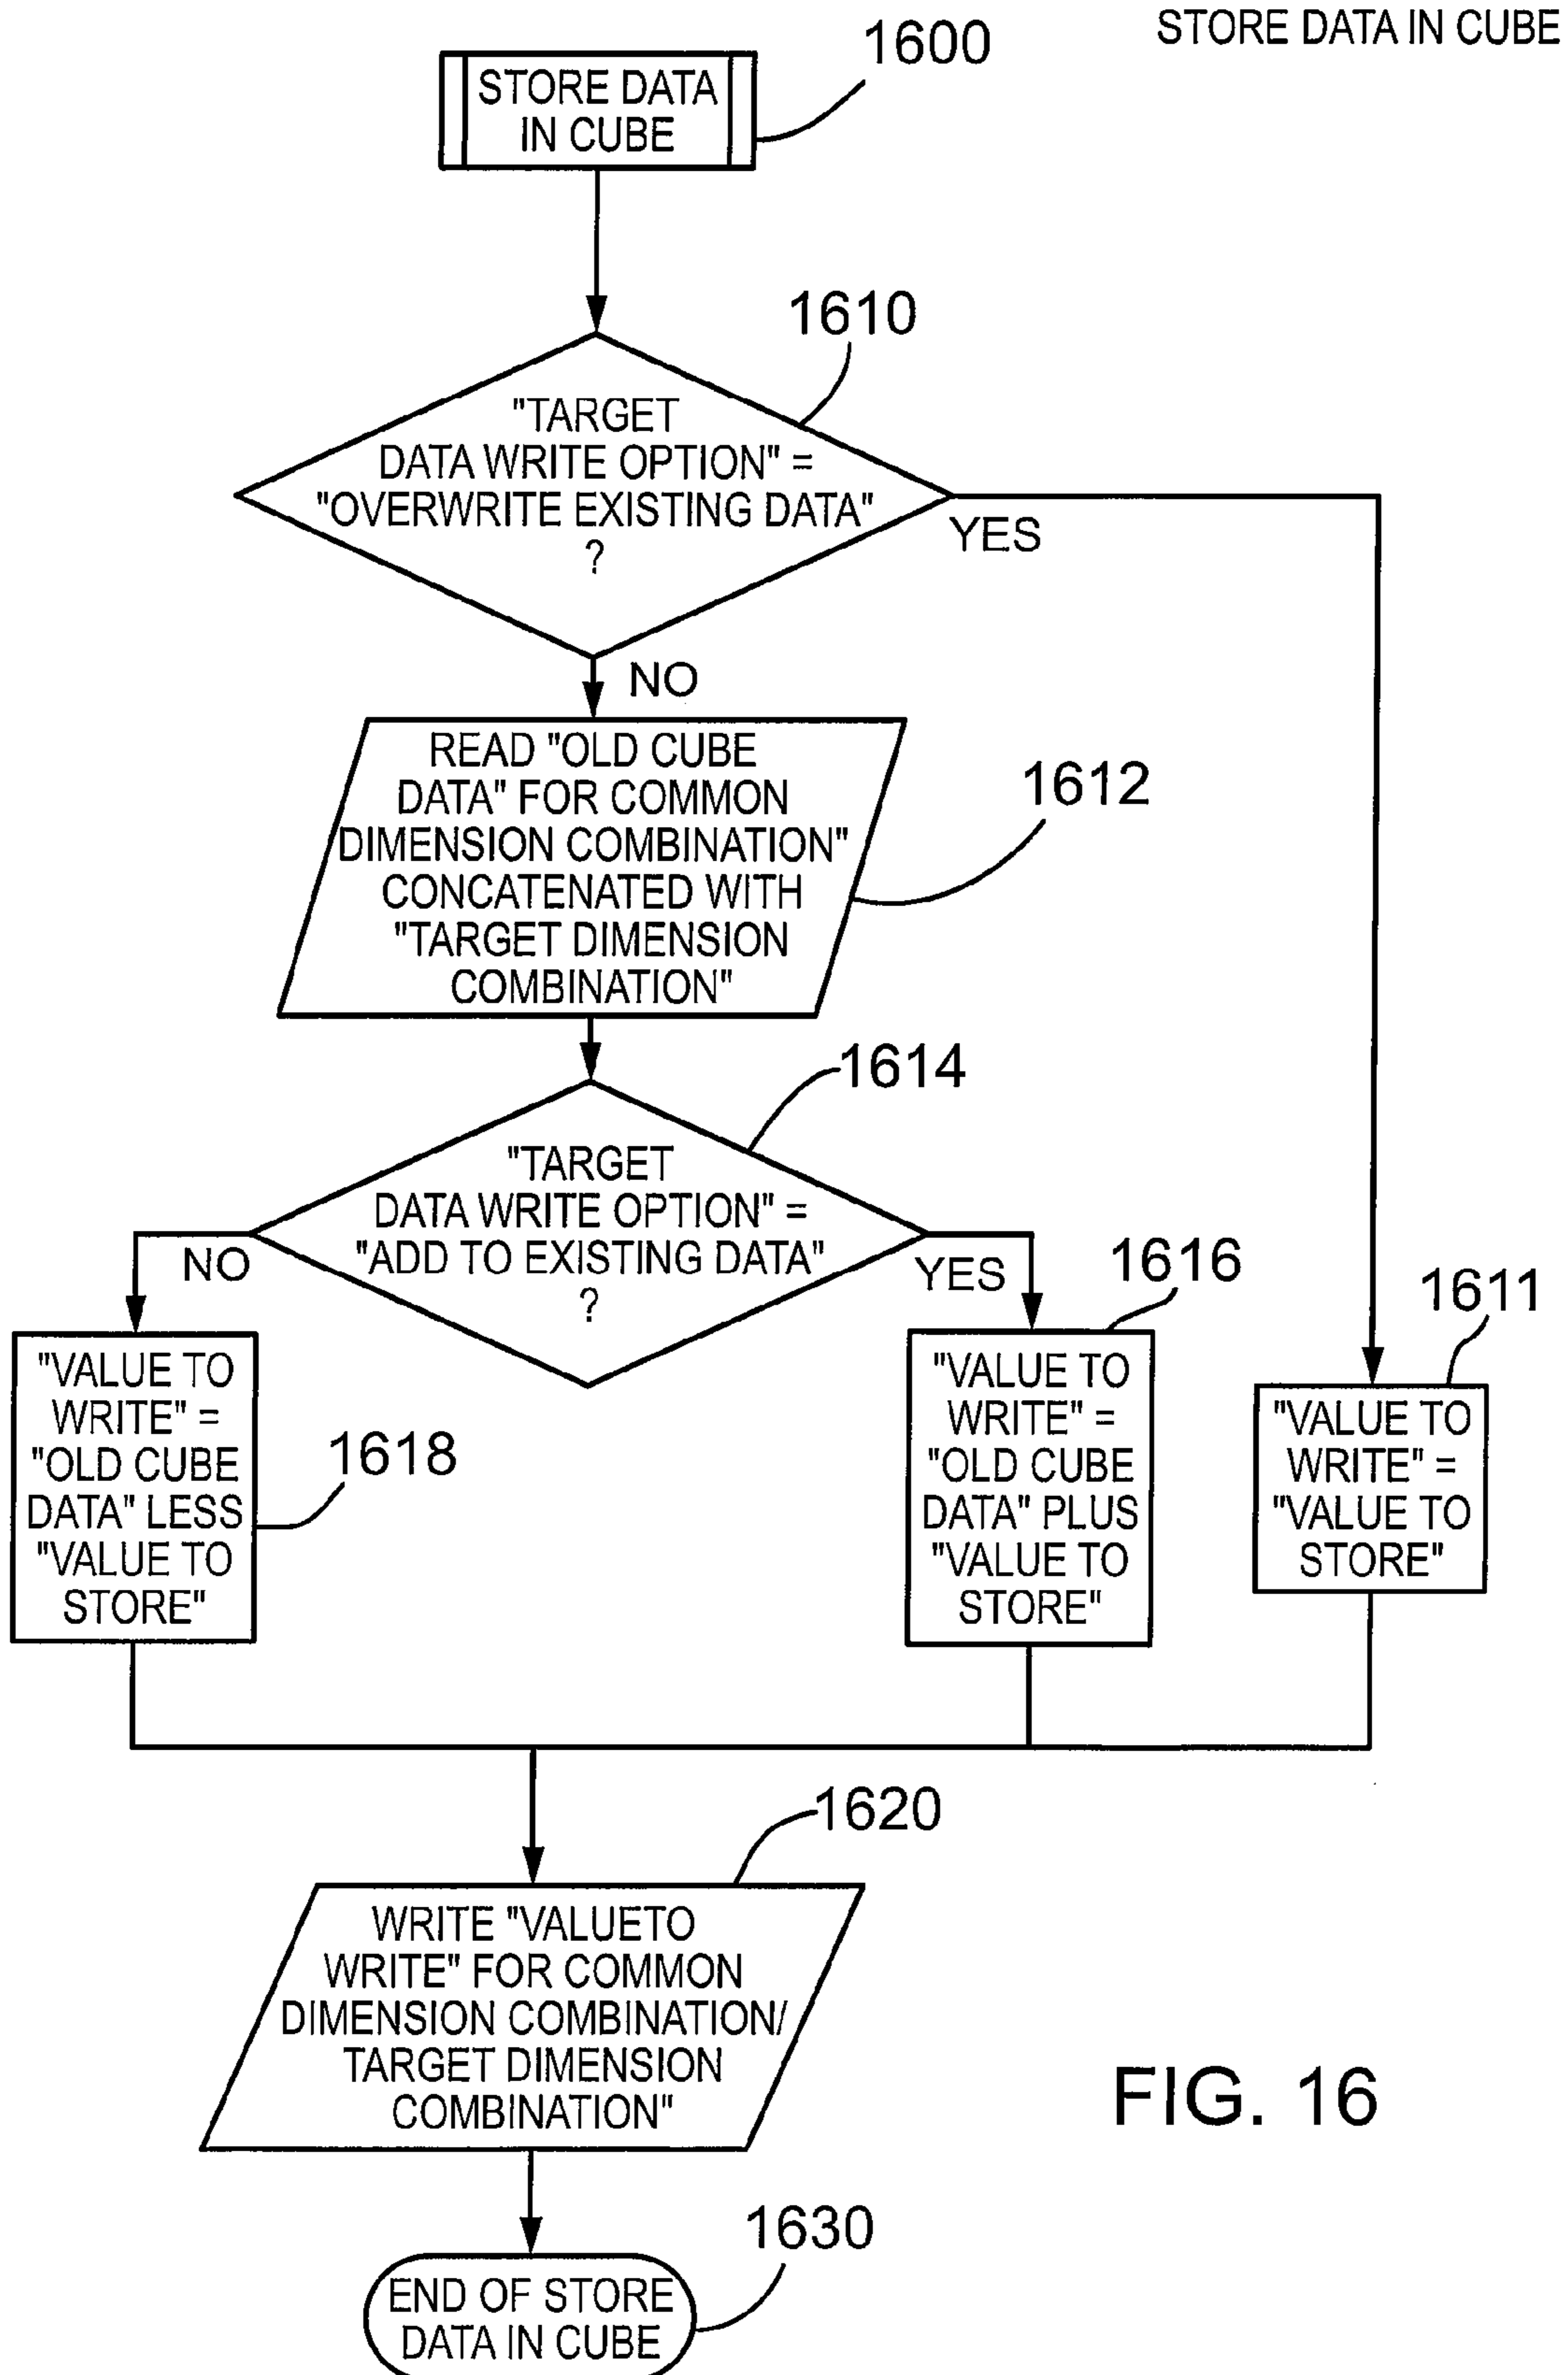 STORE DATA IN CUBE
1600
STORE DATA
IN CUBE
1610
"TARGET
DATA WRITE OPTION" =
"OVERWRITE EXISTING DATA"
?
YES
NO
READ "OLD CUBE
DATA" FOR COMMON
DIMENSION COMBINATION"
CONCATENATED WITH
"TARGET DIMENSION
COMBINATION"
1612
1614
"TARGET
DATA WRITE OPTION" =
"ADD TO EXISTING DATA"
?
NO
YES
1616
1611
"VALUE TO
WRITE" =
"OLD CUBE
DATA" LESS
"VALUE TO
STORE"
1618
"VALUE TO
WRITE" =
"OLD CUBE
DATA" PLUS
"VALUE TO
STORE"
"VALUE TO
WRITE" =
"VALUE TO
STORE"
1620
WRITE "VALUETO
WRITE" FOR COMMON
DIMENSION COMBINATION/
TARGET DIMENSION
COMBINATION"
FIG. 16
1630
END OF STORE
DATA IN CUBE